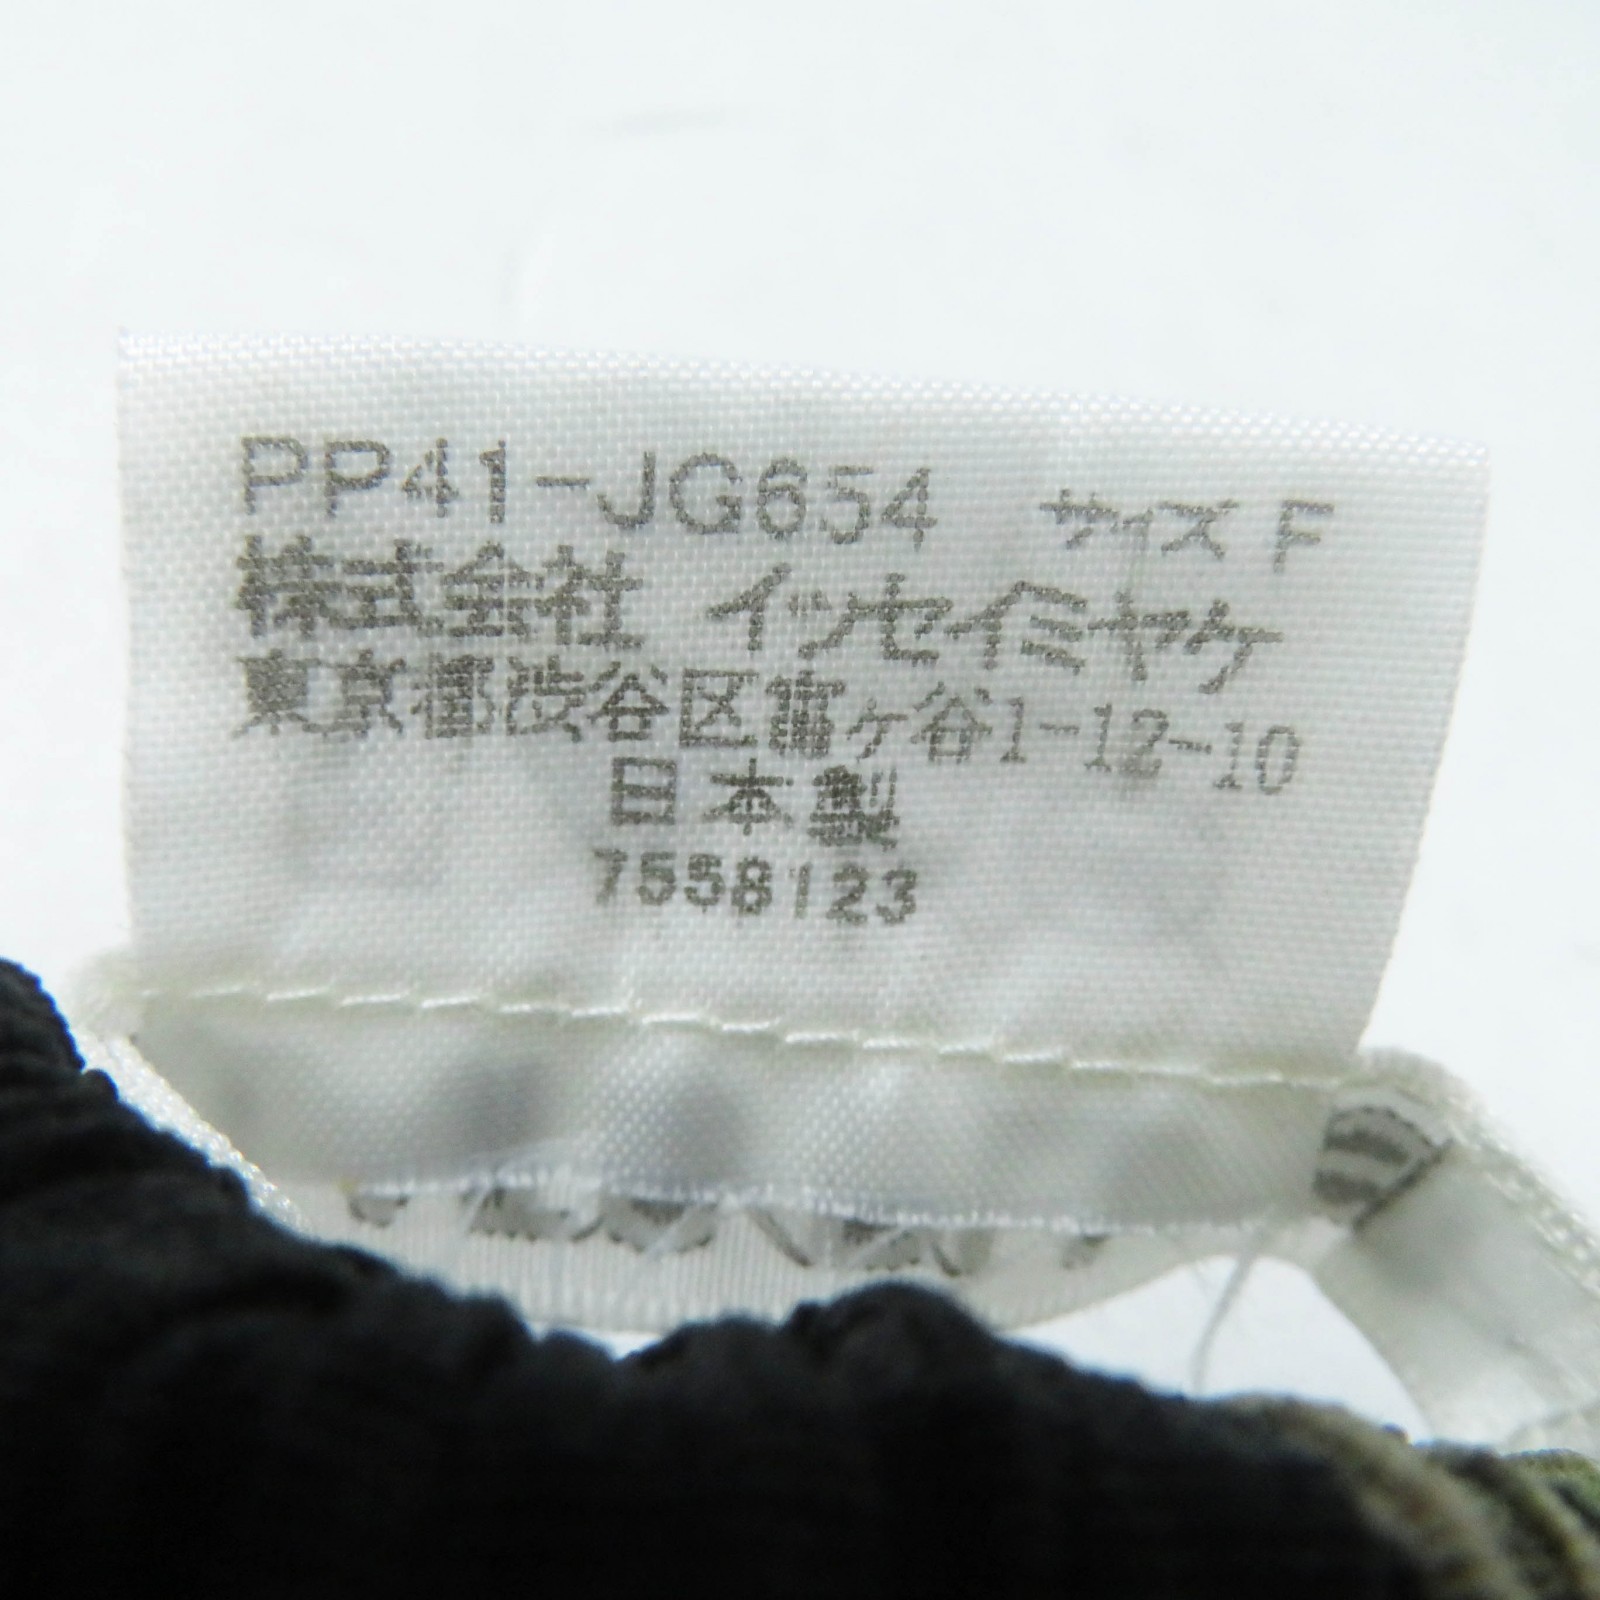 PP41-JG654 サイズ F
株式会社 イッセイミヤケ
東京都渋谷区富ヶ谷1-12-10
日本製
7558123